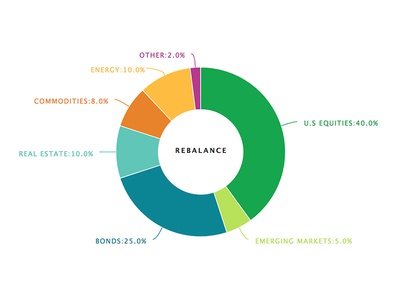 OTHER:2.0%
ENERGY:10.0%
COMMODITIES:8.0%
U.S EQUITIES:40.0%
REBALANCE
REAL ESTATE:10.0%
BONDS:25.0%
EMERGING MARKETS:5.0%